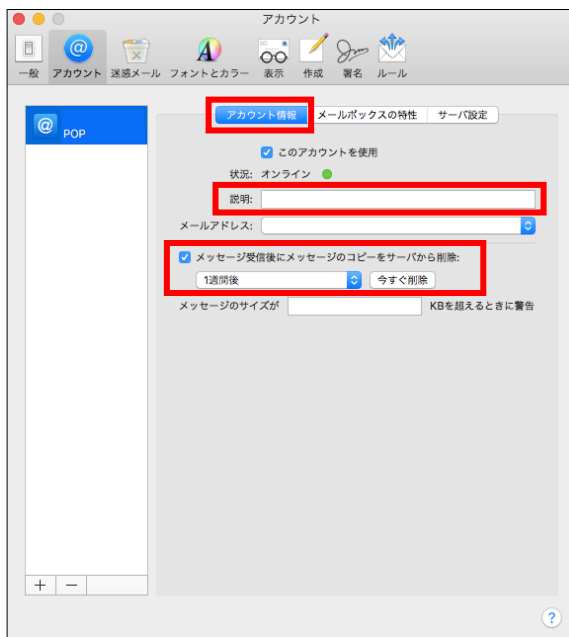 アカウント
一般 アカウント 迷惑メール フォントとカラー 表示 作成 署名 ルール
POP
アカウント情報 メールボックスの特性 サーバ設定
このアカウントを使用
状況: オンライン
説明:
メールアドレス:
メッセージ受信後にメッセージのコピーをサーバから削除:
1週間後 今すぐ削除
メッセージのサイズが KBを超えるときに警告